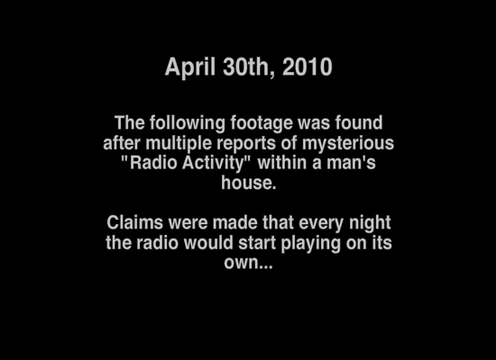 April 30th, 2010
The following footage was found
after multiple reports of mysterious
"Radio Activity" within a man's
house.
Claims were made that every night
the radio would start playing on its
own...